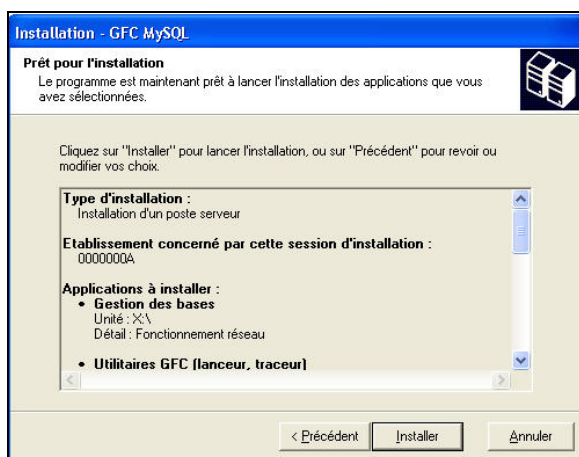 Installation - GFC MySQL
Prêt pour l'installation
Le programme est maintenant prêt à lancer l'installation des applications que vous
avez sélectionnées.
Cliquez sur "Installer" pour lancer l'installation, ou sur "Précédent" pour revoir ou
modifier vos choix.
Type d'installation :
Installation d'un poste serveur
Etablissement concerné par cette session d'installation :
0000000A
Applications à installer :
• Gestion des bases
Unité : X:\
Détail : Fonctionnement réseau
• Utilitaires GFC (lanceur, traceur)
< Précédent
Installer
Annuler